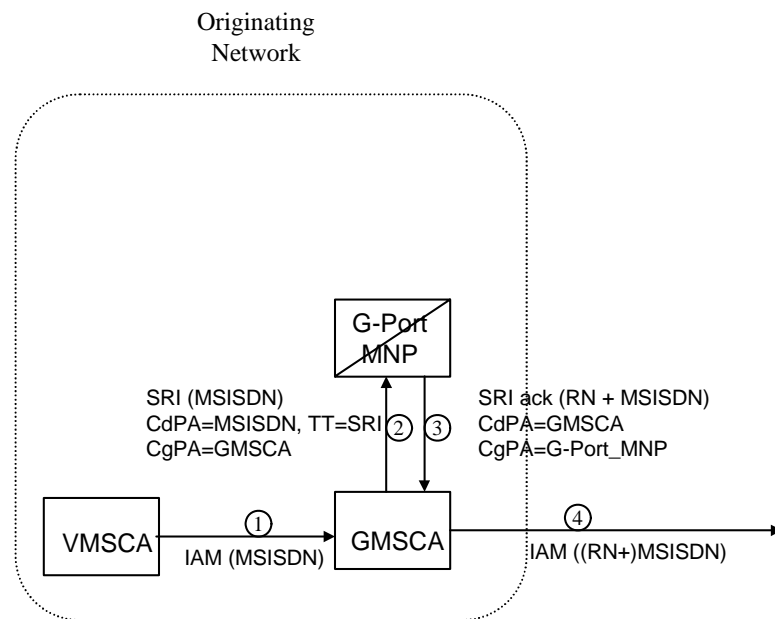 Originating
Network
G-Port
MNP
SRI (MSISDN)
CdPA=MSISDN, TT=SRI
CgPA=GMSCA
2
3
SRI ack (RN + MSISDN)
CdPA=GMSCA
CgPA=G-Port_MNP
VMSCA
1
IAM (MSISDN)
GMSCA
4
IAM ((RN+)MSISDN)